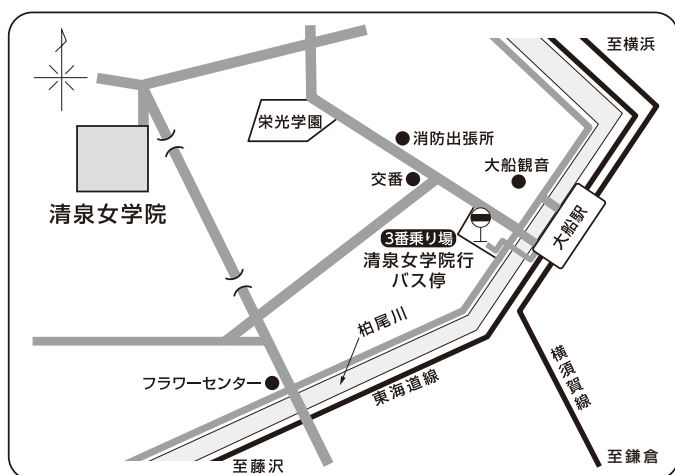 至横浜
栄光学園
消防出張所
大船観音
交番
清泉女学院
大船駅
3番乗り場
清泉女学院行
バス停
柏尾川
フラワーセンター
東海道線
横須賀線
至藤沢
至鎌倉